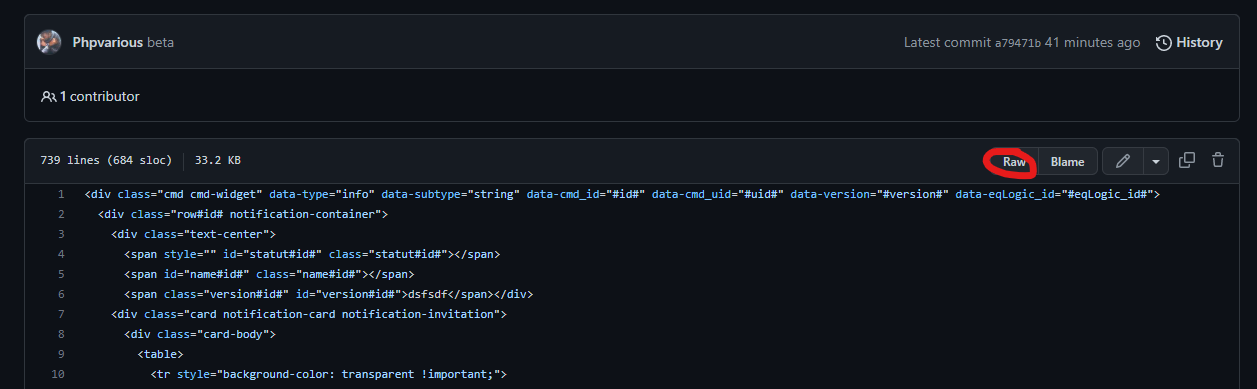 Phpvarious beta Latest commit a79471b 41 minutes ago History
1 contributor
739 lines (684 sloc) 33.2 KB Raw Blame
1 <div class="cmd cmd-widget" data-type="info" data-subtype="string" data-cmd_id="#id#" data-cmd_uid="#uid#" data-version="#version#" data-eqLogic_id="#eqLogic_id#">
2 <div class="row#id# notification-container">
3 <div class="text-center">
4 <span style="" id="statut#id#" class="statut#id#"></span>
5 <span id="name#id#" class="name#id#"></span>
6 <span class="version#id#" id="version#id#">dsfsdf</span></div>
7 <div class="card notification-card notification-invitation">
8 <div class="card-body">
9 <table>
10 <tr style="background-color: transparent !important;">